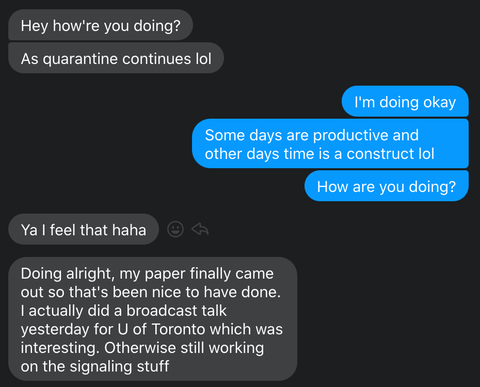 Hey how're you doing?
As quarantine continues lol
I'm doing okay
Some days are productive and
other days time is a construct lol
How are you doing?
Ya I feel that haha
Doing alright, my paper finally came
out so that's been nice to have done.
I actually did a broadcast talk
yesterday for U of Toronto which was
interesting. Otherwise still working
on the signaling stuff